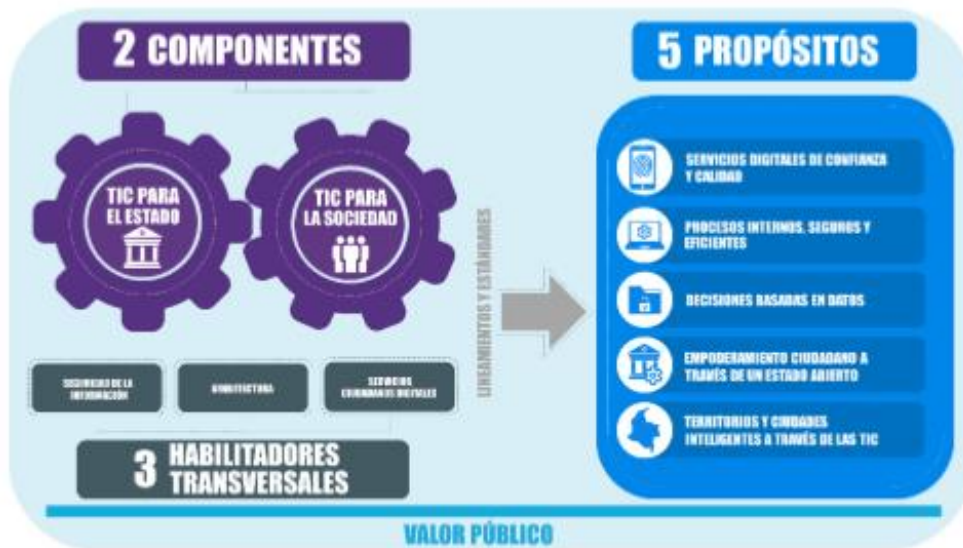 2 COMPONENTES
TIC PARA
EL ESTADO
TIC PARA
LA SOCIEDAD
SEGURIDAD DE LA
INFORMACIÓN
ARQUITECTURA
SERVICIOS
CIUDADANOS DIGITALES
3 HABILITADORES
TRANSVERSALES
LINEAMIENTOS Y ESTÁNDARES
5 PROPÓSITOS
SERVICIOS DIGITALES DE CONFIANZA
Y CALIDAD
PROCESOS INTERNOS, SEGUROS Y
EFICIENTES
DECISIONES BASADAS EN DATOS
EMPODERAMIENTO CIUDADANO A
TRAVÉS DE UN ESTADO ABIERTO
TERRITORIOS Y CIUDADES
INTELIGENTES A TRAVÉS DE LAS TIC
VALOR PÚBLICO